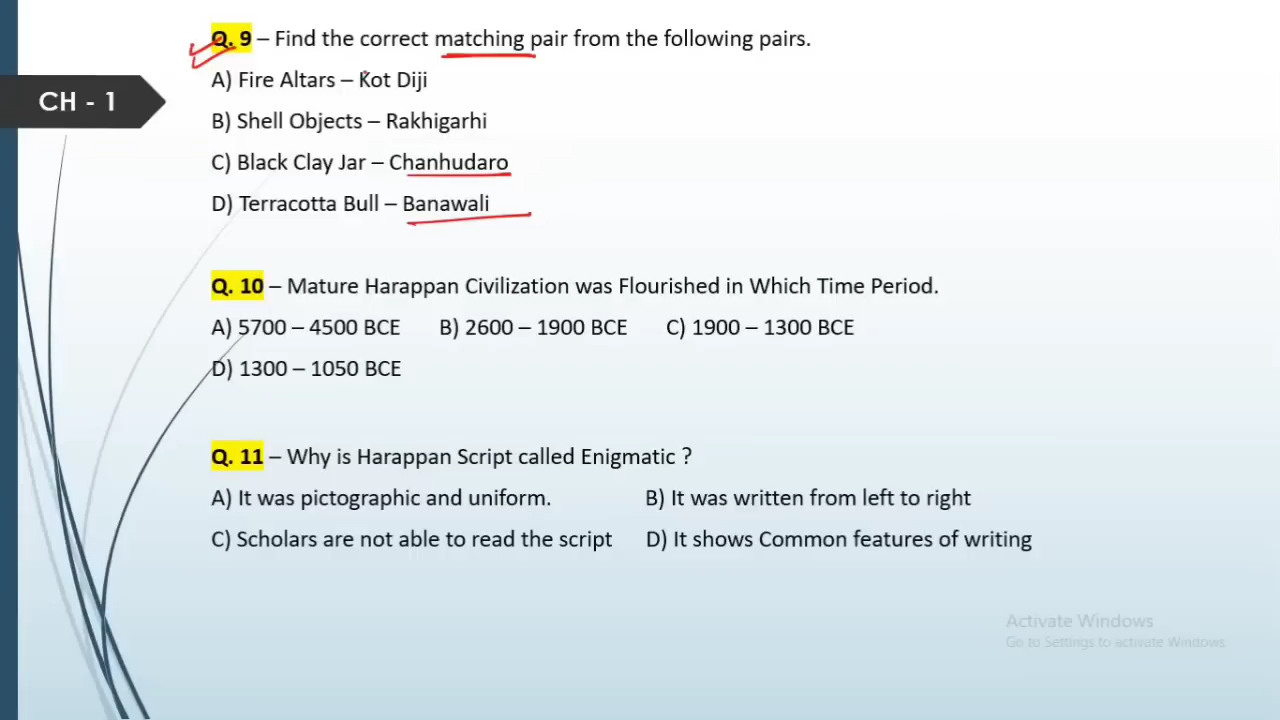 Q. 9 – Find the correct matching pair from the following pairs.
A) Fire Altars – Kot Diji
CH - 1
B) Shell Objects – Rakhigarhi
C) Black Clay Jar – Chanhudaro
D) Terracotta Bull – Banawali
Q. 10 – Mature Harappan Civilization was Flourished in Which Time Period.
A) 5700 – 4500 BCE B) 2600 – 1900 BCE C) 1900 – 1300 BCE
D) 1300 – 1050 BCE
Q. 11 – Why is Harappan Script called Enigmatic ?
A) It was pictographic and uniform. B) It was written from left to right
C) Scholars are not able to read the script D) It shows Common features of writing
Activate Windows
Go to Settings to activate Windows.